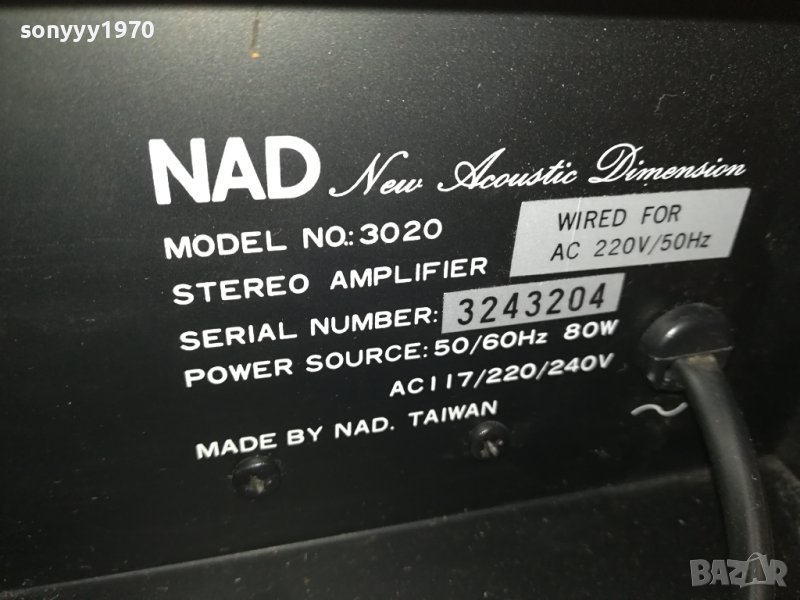 sonyyy1970
NAD New Acoustic Dimension
MODEL NO.: 3020
WIRED FOR
AC 220V/50Hz
STEREO AMPLIFIER
SERIAL NUMBER: 3243204
POWER SOURCE: 50/60Hz 80W
AC117/220/240V
MADE BY NAD. TAIWAN
BAZAR